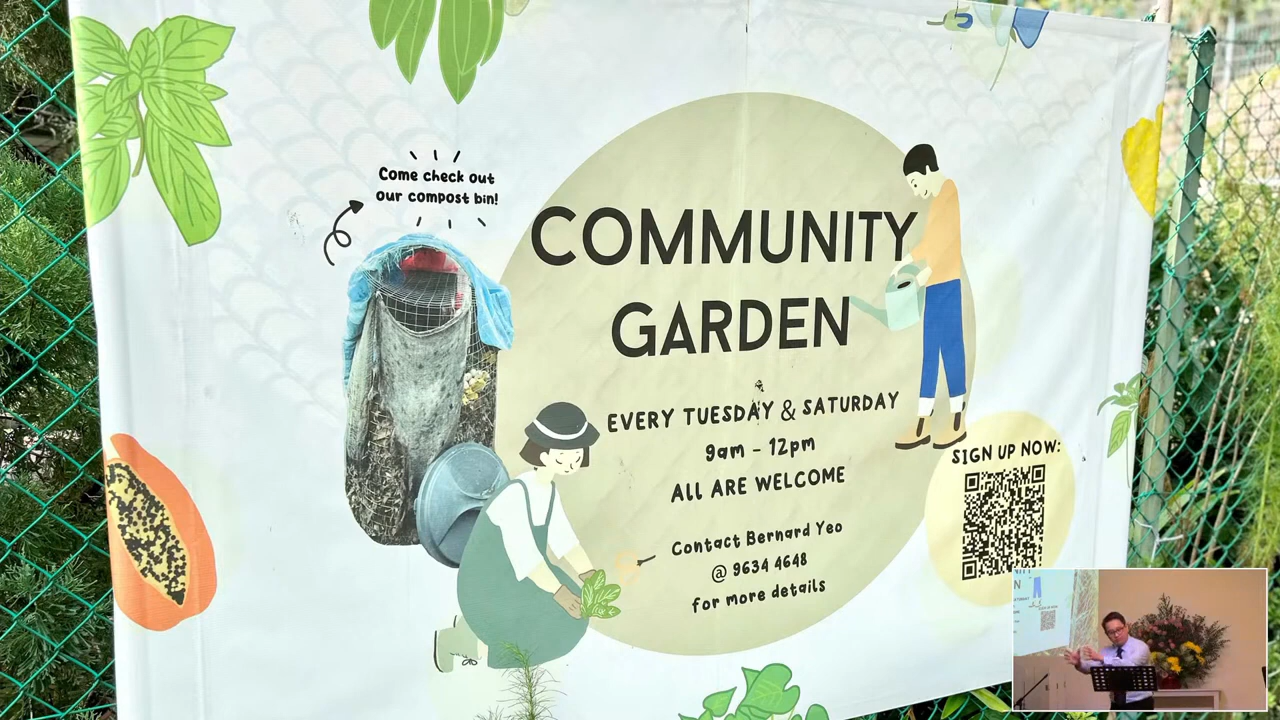 Come check out
our compost bin!
COMMUNITY
GARDEN
EVERY TUESDAY & SATURDAY
9am - 12pm
ALL ARE WELCOME
Contact Bernard Yeo
@ 9634 4648
for more details
SIGN UP NOW: